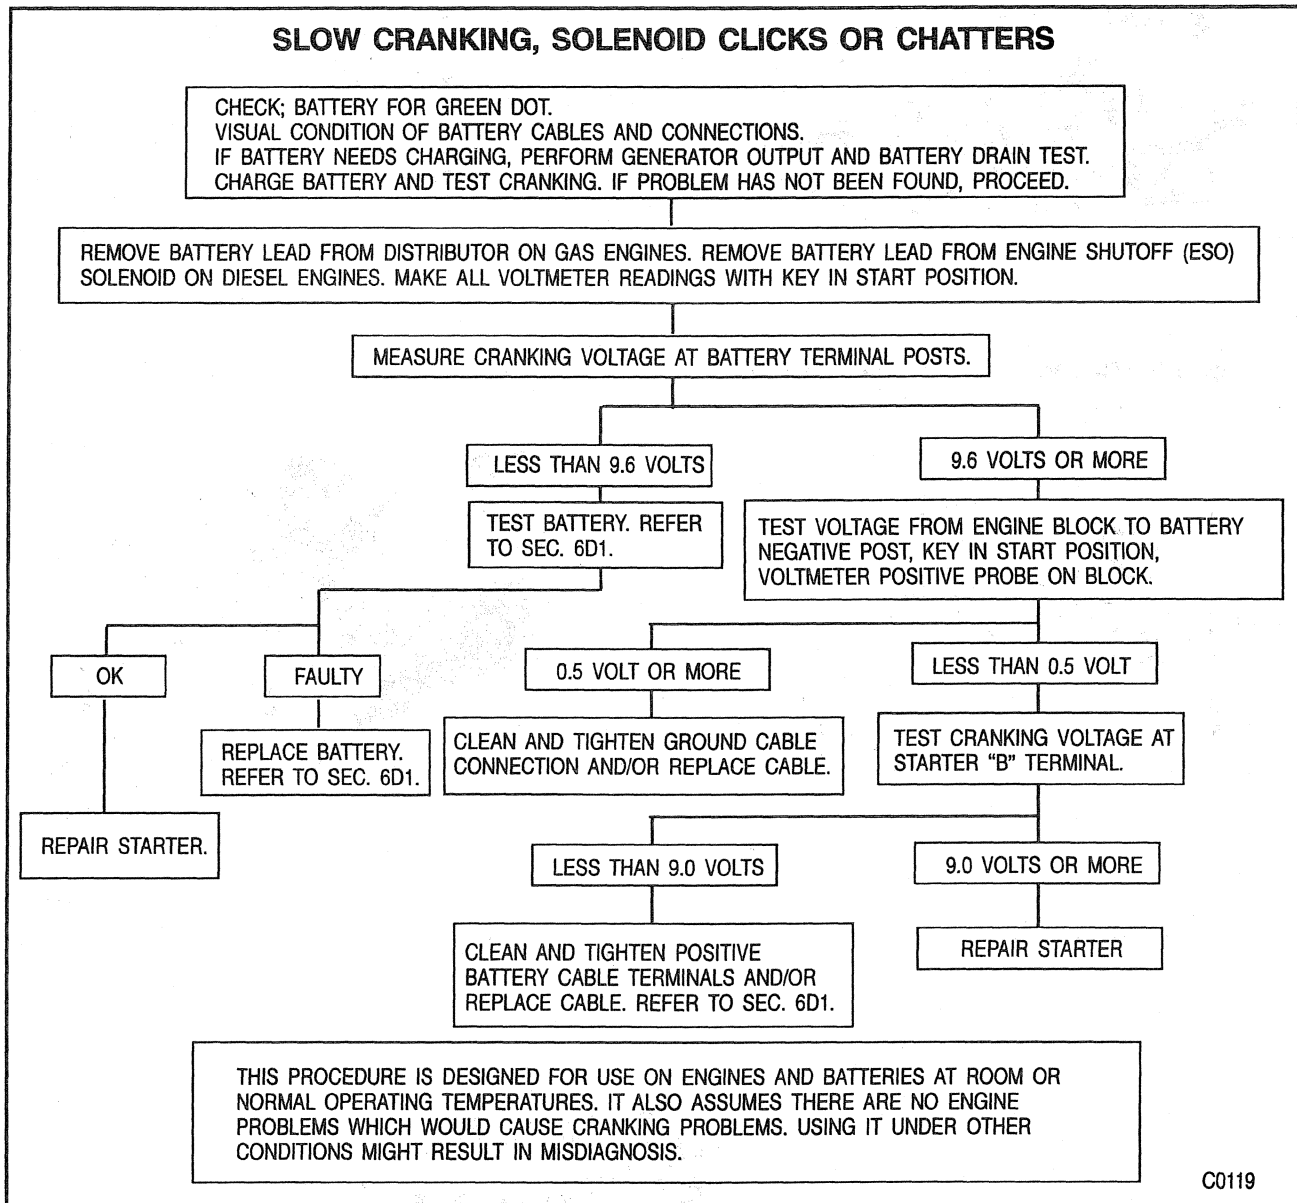 SLOW CRANKING, SOLENOID CLICKS OR CHATTERS
CHECK; BATTERY FOR GREEN DOT.
VISUAL CONDITION OF BATTERY CABLES AND CONNECTIONS.
IF BATTERY NEEDS CHARGING, PERFORM GENERATOR OUTPUT AND BATTERY DRAIN TEST.
CHARGE BATTERY AND TEST CRANKING. IF PROBLEM HAS NOT BEEN FOUND, PROCEED.
REMOVE BATTERY LEAD FROM DISTRIBUTOR ON GAS ENGINES. REMOVE BATTERY LEAD FROM ENGINE SHUTOFF (ESO)
SOLENOID ON DIESEL ENGINES. MAKE ALL VOLTMETER READINGS WITH KEY IN START POSITION.
MEASURE CRANKING VOLTAGE AT BATTERY TERMINAL POSTS.
LESS THAN 9.6 VOLTS
9.6 VOLTS OR MORE
TEST BATTERY. REFER
TO SEC. 6D1.
TEST VOLTAGE FROM ENGINE BLOCK TO BATTERY
NEGATIVE POST, KEY IN START POSITION,
VOLTMETER POSITIVE PROBE ON BLOCK.
OK
FAULTY
0.5 VOLT OR MORE
LESS THAN 0.5 VOLT
REPLACE BATTERY.
REFER TO SEC. 6D1.
CLEAN AND TIGHTEN GROUND CABLE
CONNECTION AND/OR REPLACE CABLE.
TEST CRANKING VOLTAGE AT
STARTER “B” TERMINAL.
REPAIR STARTER.
LESS THAN 9.0 VOLTS
9.0 VOLTS OR MORE
CLEAN AND TIGHTEN POSITIVE
BATTERY CABLE TERMINALS AND/OR
REPLACE CABLE. REFER TO SEC. 6D1.
REPAIR STARTER
THIS PROCEDURE IS DESIGNED FOR USE ON ENGINES AND BATTERIES AT ROOM OR
NORMAL OPERATING TEMPERATURES. IT ALSO ASSUMES THERE ARE NO ENGINE
PROBLEMS WHICH WOULD CAUSE CRANKING PROBLEMS. USING IT UNDER OTHER
CONDITIONS MIGHT RESULT IN MISDIAGNOSIS.
C0119